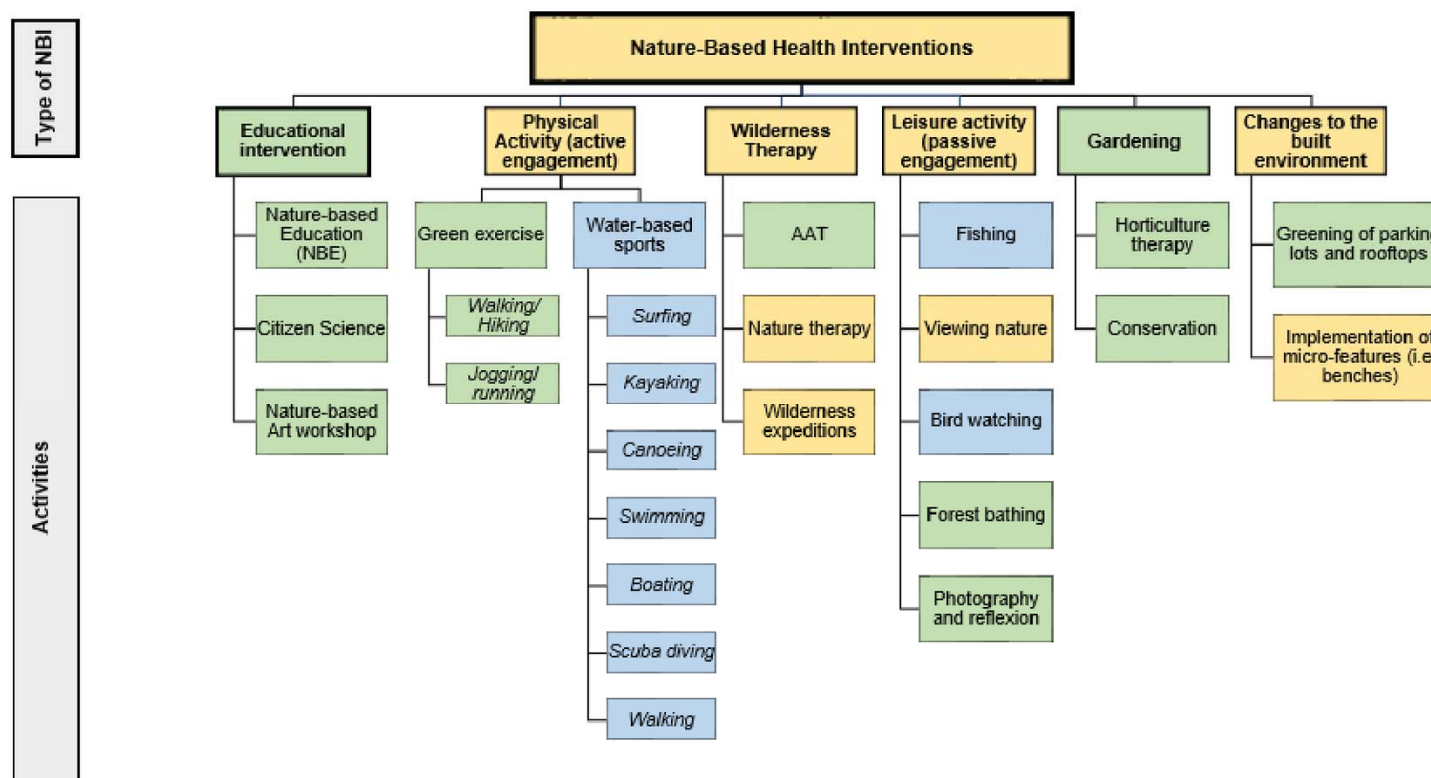 Type of NBI
Nature-Based Health Interventions
Educational
intervention
Physical
Activity (active
engagement)
Wilderness
Therapy
Leisure activity
(passive
engagement)
Gardening
Changes to the
built
environment
Activities
Nature-based
Education
(NBE)
Citizen Science
Nature-based
Art workshop
Green exercise
Walking/
Hiking
Jogging/
running
Water-based
sports
Surfing
Kayaking
Canoeing
Swimming
Boating
Scuba diving
Walking
AAT
Nature therapy
Wilderness
expeditions
Fishing
Viewing nature
Bird watching
Forest bathing
Photography
and reflexion
Horticulture
therapy
Conservation
Greening of parking
lots and rooftops
Implementation of
micro-features (i.e
benches)